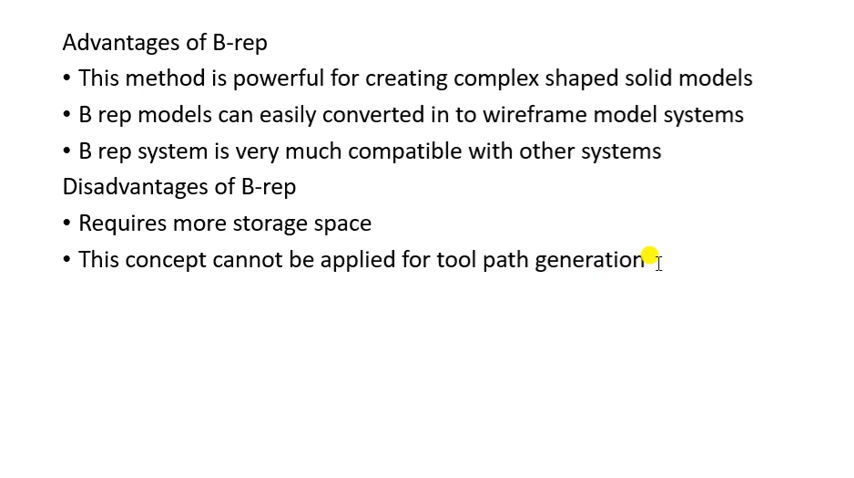 Advantages of B-rep
• This method is powerful for creating complex shaped solid models
• B rep models can easily converted in to wireframe model systems
• B rep system is very much compatible with other systems
Disadvantages of B-rep
• Requires more storage space
• This concept cannot be applied for tool path generation